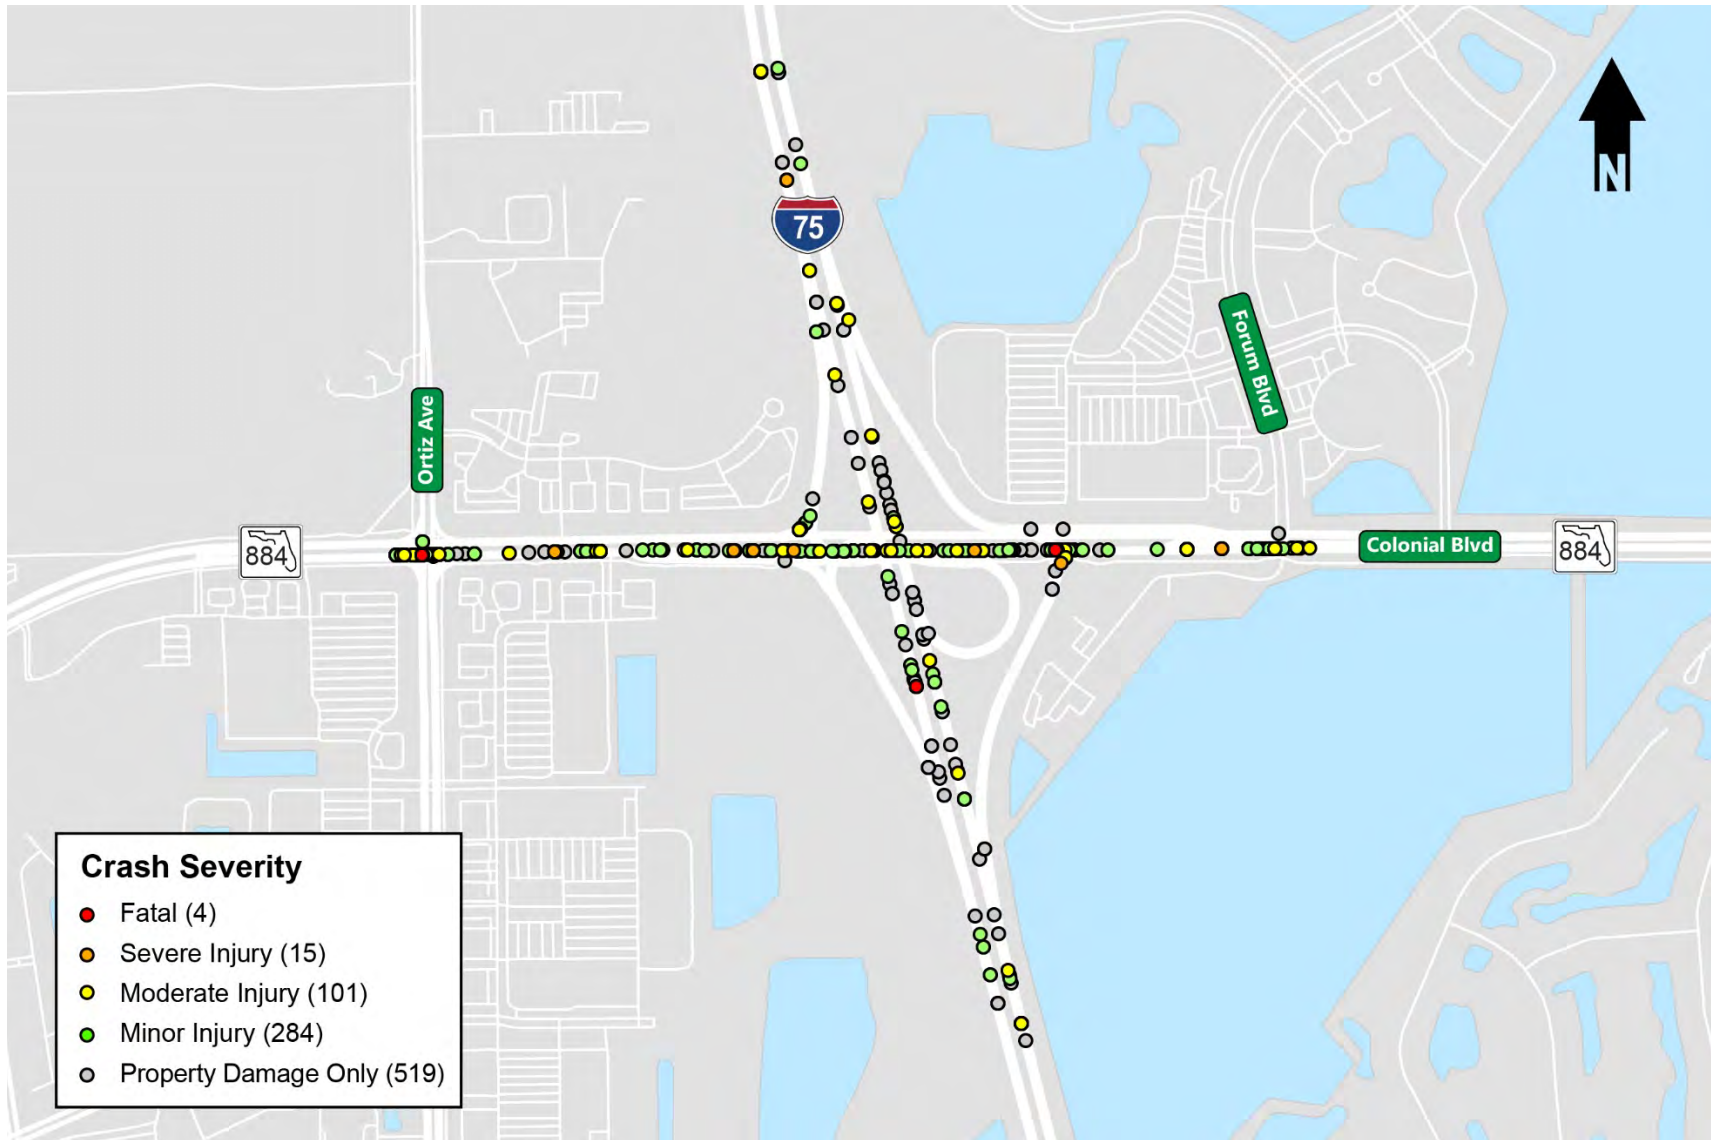 N
75
Forum Blvd
Ortiz Ave
884
Colonial Blvd
884
Crash Severity
Fatal (4)
Severe Injury (15)
Moderate Injury (101)
Minor Injury (284)
Property Damage Only (519)